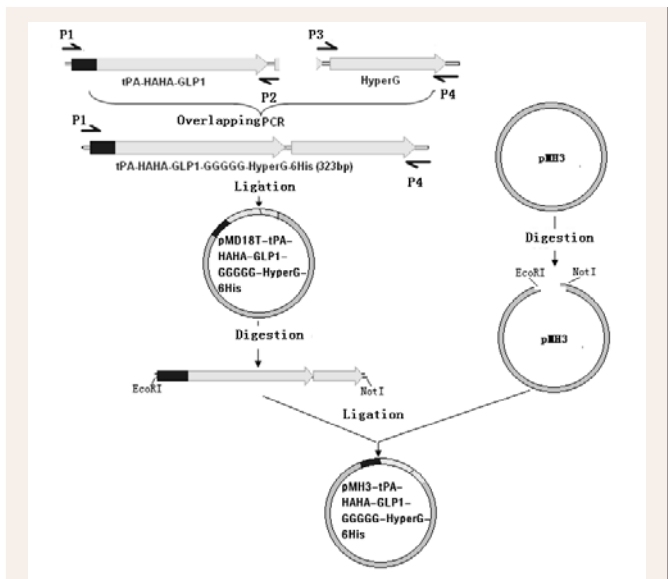 P1
P3
tPA-HAHA-GLP1
HyperG
P2
P4
OverlappingPCR
P1
tPA-HAHA-GLP1-GGGGG-HyperG-6His (323bp)
P4
pMH3
Ligation
Digestion
pMD18T-tPA-
HAHA-GLP1-
GGGGG-HyperG-
6His
EcoRI
NotI
pMH3
Digestion
EcoRI
NotI
Ligation
pMH3-tPA-
HAHA-GLP1-
GGGGG-HyperG-
6His